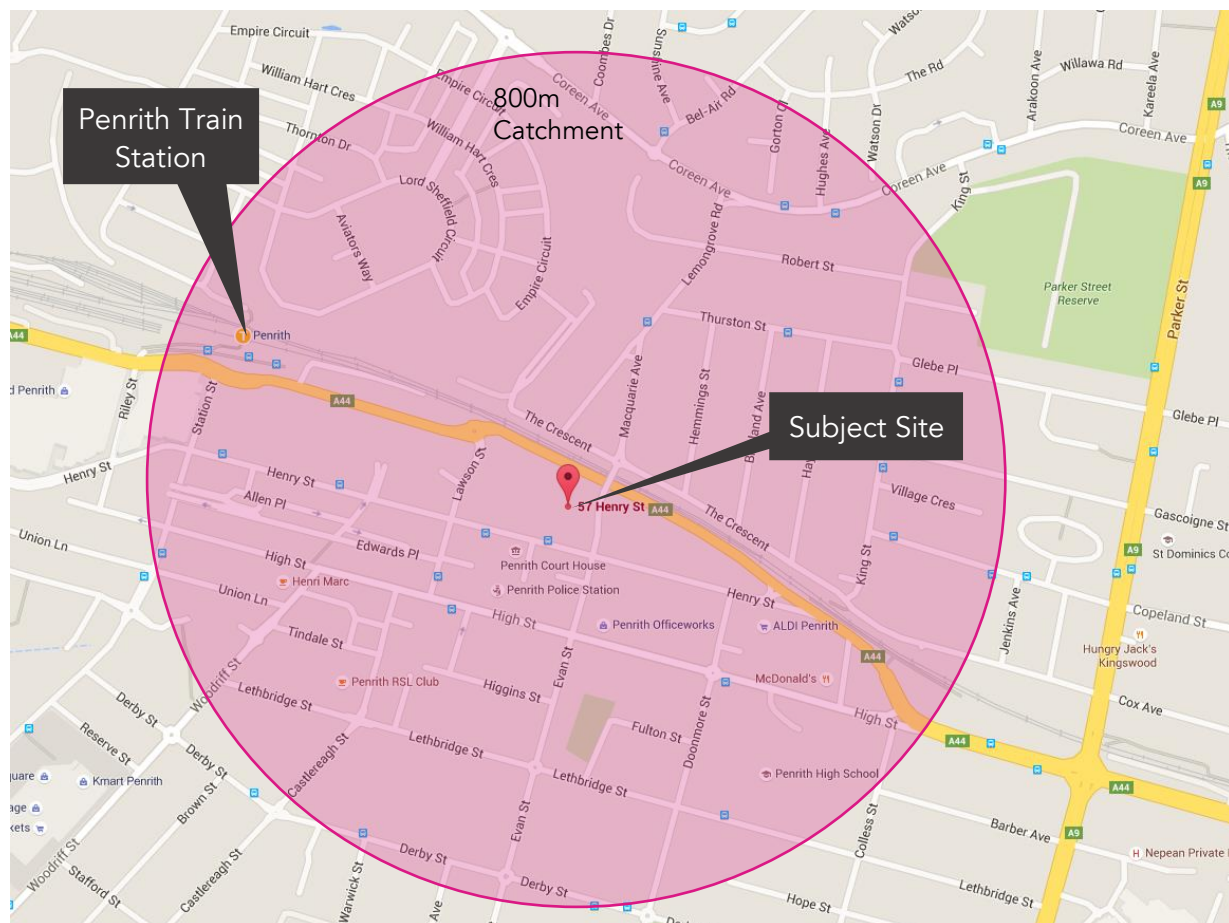 Empire Circuit
Coombes Dr
Sunshine Ave
Watson
Watso
The Rd
Willawa Rd
Arakoon Ave
Kareela Ave
A9
William Hart Cres
Empire Circuit
800m
Catchment
Coreen Ave
Bel-Air Rd
Gorton Cl
Hughes Ave
Watson Dr
Coreen Ave
Penrith Train
Station
Thornton Dr
William Hart Cres
Coreen Ave
Coreen Ave
King St
A9
Lord Sheffield Circuit
Aviators Way
Empire Circuit
Lemongrove Rd
Robert St
Parker Street
Reserve
Parker St
A44
Penrith
Thurston St
Glebe Pl
Glebe Pl
d Penrith
Riley St
Station St
A44
The Crescent
Macquarie Ave
Hemmings St
Subject Site
Henry St
Henry St
Lawson St
Allen Pl
57 Henry St
A44
The Crescent
Village Cres
Gascoigne St
A9
St Dominics Co
Union Ln
High St
Edwards Pl
Penrith Court House
Henri Marc
Penrith Police Station
Henry St
King St
Jenkins Ave
Copeland St
Union Ln
High St
Penrith Officeworks
ALDI Penrith
Tindale St
Evan St
A44
Hungry Jack's
Kingswood
Penrith RSL Club
Higgins St
McDonald's
Cox Ave
Woodriff St
Derby St
Lethbridge St
Fulton St
Doonmore St
High St
A44
Reserve St
Lethbridge St
Castlereagh St
Derby St
quare
Kmart Penrith
Lethbridge St
Penrith High School
A44
age
kets
Brown St
Evan St
Colless St
Barber Ave
A9
Nepean Private
Woodriff St
Stafford St
Castlereagh St
Warwick St
Derby St
Derby St
Hope St
Lethbridge St
Ave